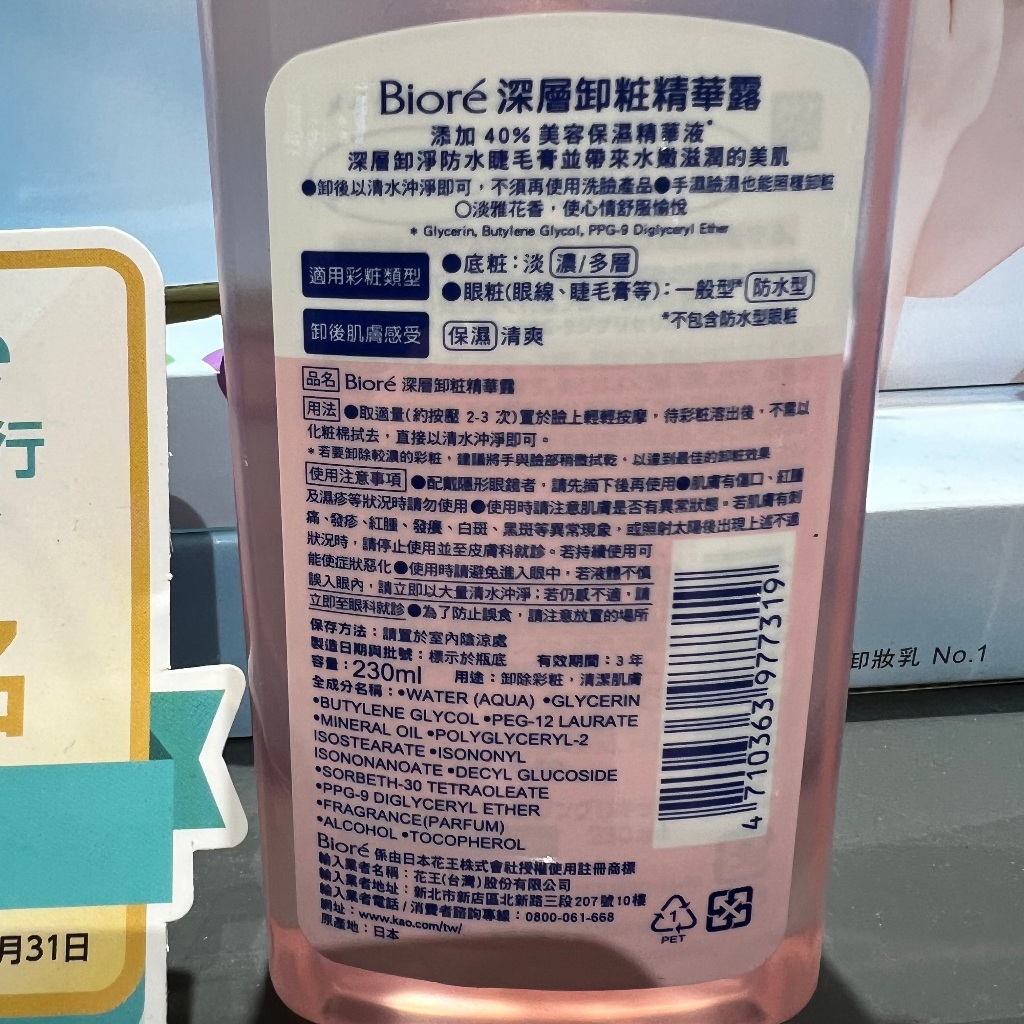 Bioré 深層卸粧精華露
添加 40% 美容保濕精華液*
深層卸淨防水睫毛膏並帶來水嫩滋潤的美肌
●卸後以清水沖淨即可，不須再使用洗臉產品●手濕臉濕也能照樣卸粧
○淡雅花香，使心情舒服愉悅
* Glycerin, Butylene Glycol, PPG-9 Diglyceryl Ether
適用彩粧類型
●底粧：淡 濃/多層
●眼粧(眼線、睫毛膏等)：一般型* 防水型
*不包含防水型眼粧
卸後肌膚感受 保濕 清爽
品名 Bioré 深層卸粧精華露
用法 ●取適量(約按壓 2-3 次)置於臉上輕輕按摩，待彩粧溶出後，不需以
化粧棉拭去，直接以清水沖淨即可。
*若要卸除較濃的彩粧，建議將手與臉部稍微拭乾，以達到最佳的卸粧效果
使用注意事項 ●配戴隱形眼鏡者，請先摘下後再使用●肌膚有傷口、紅腫
及濕疹等狀況時請勿使用●使用時請注意肌膚是否有異常狀態。若肌膚有刺
痛、發疹、紅腫、發癢、白斑、黑斑等異常現象，或照射太陽後出現上述不適
狀況時，請停止使用並至皮膚科就診。若持續使用可
能使症狀惡化●使用時請避免進入眼中，若液體不慎
誤入眼內，請立即以大量清水沖淨；若仍感不適，請
立即至眼科就診●為了防止誤食，請注意放置的場所
保存方法：請置於室內陰涼處
製造日期與批號：標示於瓶底 有效期間：3 年
容量：230ml 用途：卸除彩粧，清潔肌膚
全成分名稱：•WATER (AQUA) •GLYCERIN
•BUTYLENE GLYCOL •PEG-12 LAURATE
•MINERAL OIL •POLYGLYCERYL-2
ISOSTEARATE •ISONONYL
ISONONANOATE •DECYL GLUCOSIDE
•SORBETH-30 TETRAOLEATE
•PPG-9 DIGLYCERYL ETHER
•FRAGRANCE(PARFUM)
•ALCOHOL •TOCOPHEROL
Bioré 係由日本花王株式會社授權使用註冊商標
輸入業者名稱：花王(台灣)股份有限公司
輸入業者地址：新北市新店區北新路三段207號10樓
輸入業者電話/消費者諮詢專線：0800-061-668
網址：www.kao.com/tw/
原產地：日本
4 710363 977319
1
PET
卸妝乳 No.1
行
名
月31日